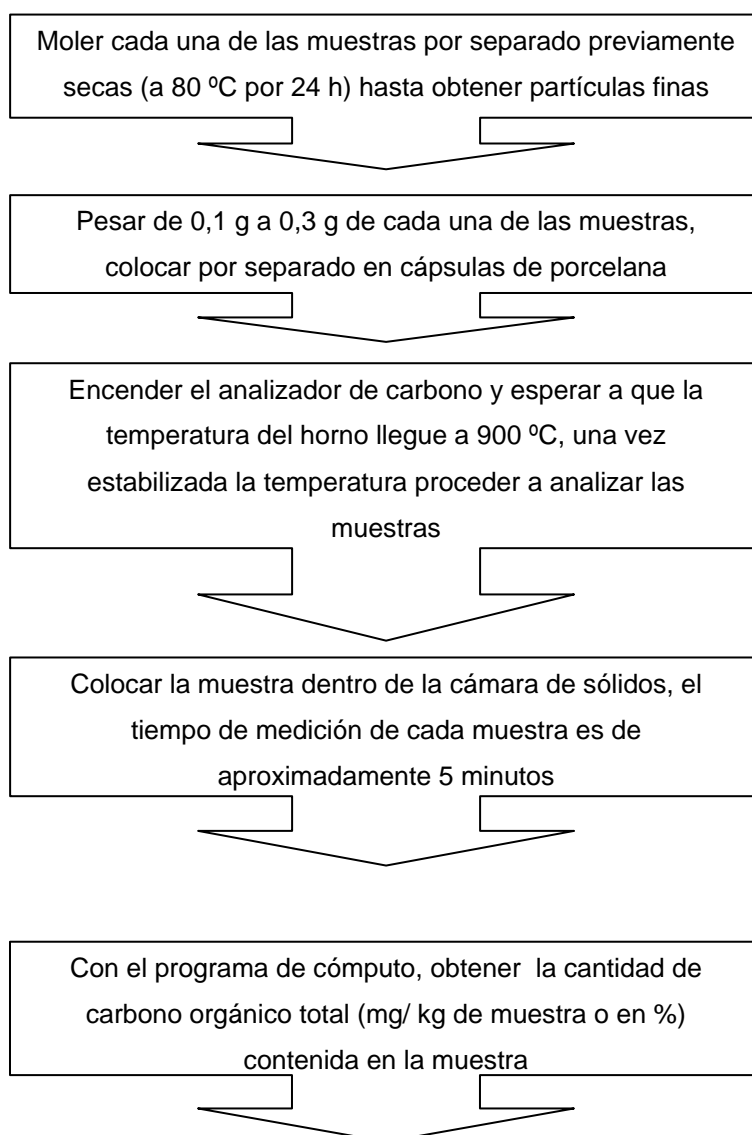 Moler cada una de las muestras por separado previamente
secas (a 80 ºC por 24 h) hasta obtener partículas finas
Pesar de 0,1 g a 0,3 g de cada una de las muestras,
colocar por separado en cápsulas de porcelana
Encender el analizador de carbono y esperar a que la
temperatura del horno llegue a 900 ºC, una vez
estabilizada la temperatura proceder a analizar las
muestras
Colocar la muestra dentro de la cámara de sólidos, el
tiempo de medición de cada muestra es de
aproximadamente 5 minutos
Con el programa de cómputo, obtener  la cantidad de
carbono orgánico total (mg/ kg de muestra o en %)
contenida en la muestra